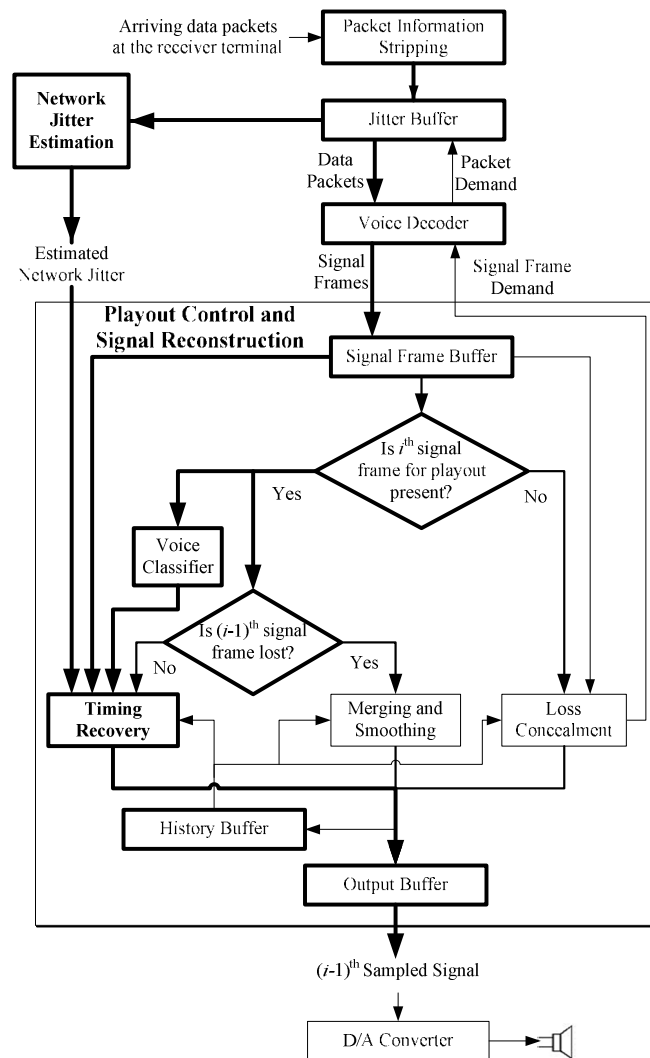 Arriving data packets
at the receiver terminal
Packet Information
Stripping
Network
Jitter
Estimation
Jitter Buffer
Data
Packets
Packet
Demand
Voice Decoder
Estimated
Network Jitter
Signal
Frames
Signal Frame
Demand
Playout Control and
Signal Reconstruction
Signal Frame Buffer
Is i^th signal
frame for playout
present?
Yes
No
Voice
Classifier
Is (i-1)^th signal
frame lost?
No
Yes
Timing
Recovery
Merging and
Smoothing
Loss
Concealment
History Buffer
Output Buffer
(i-1)^th Sampled Signal
D/A Converter